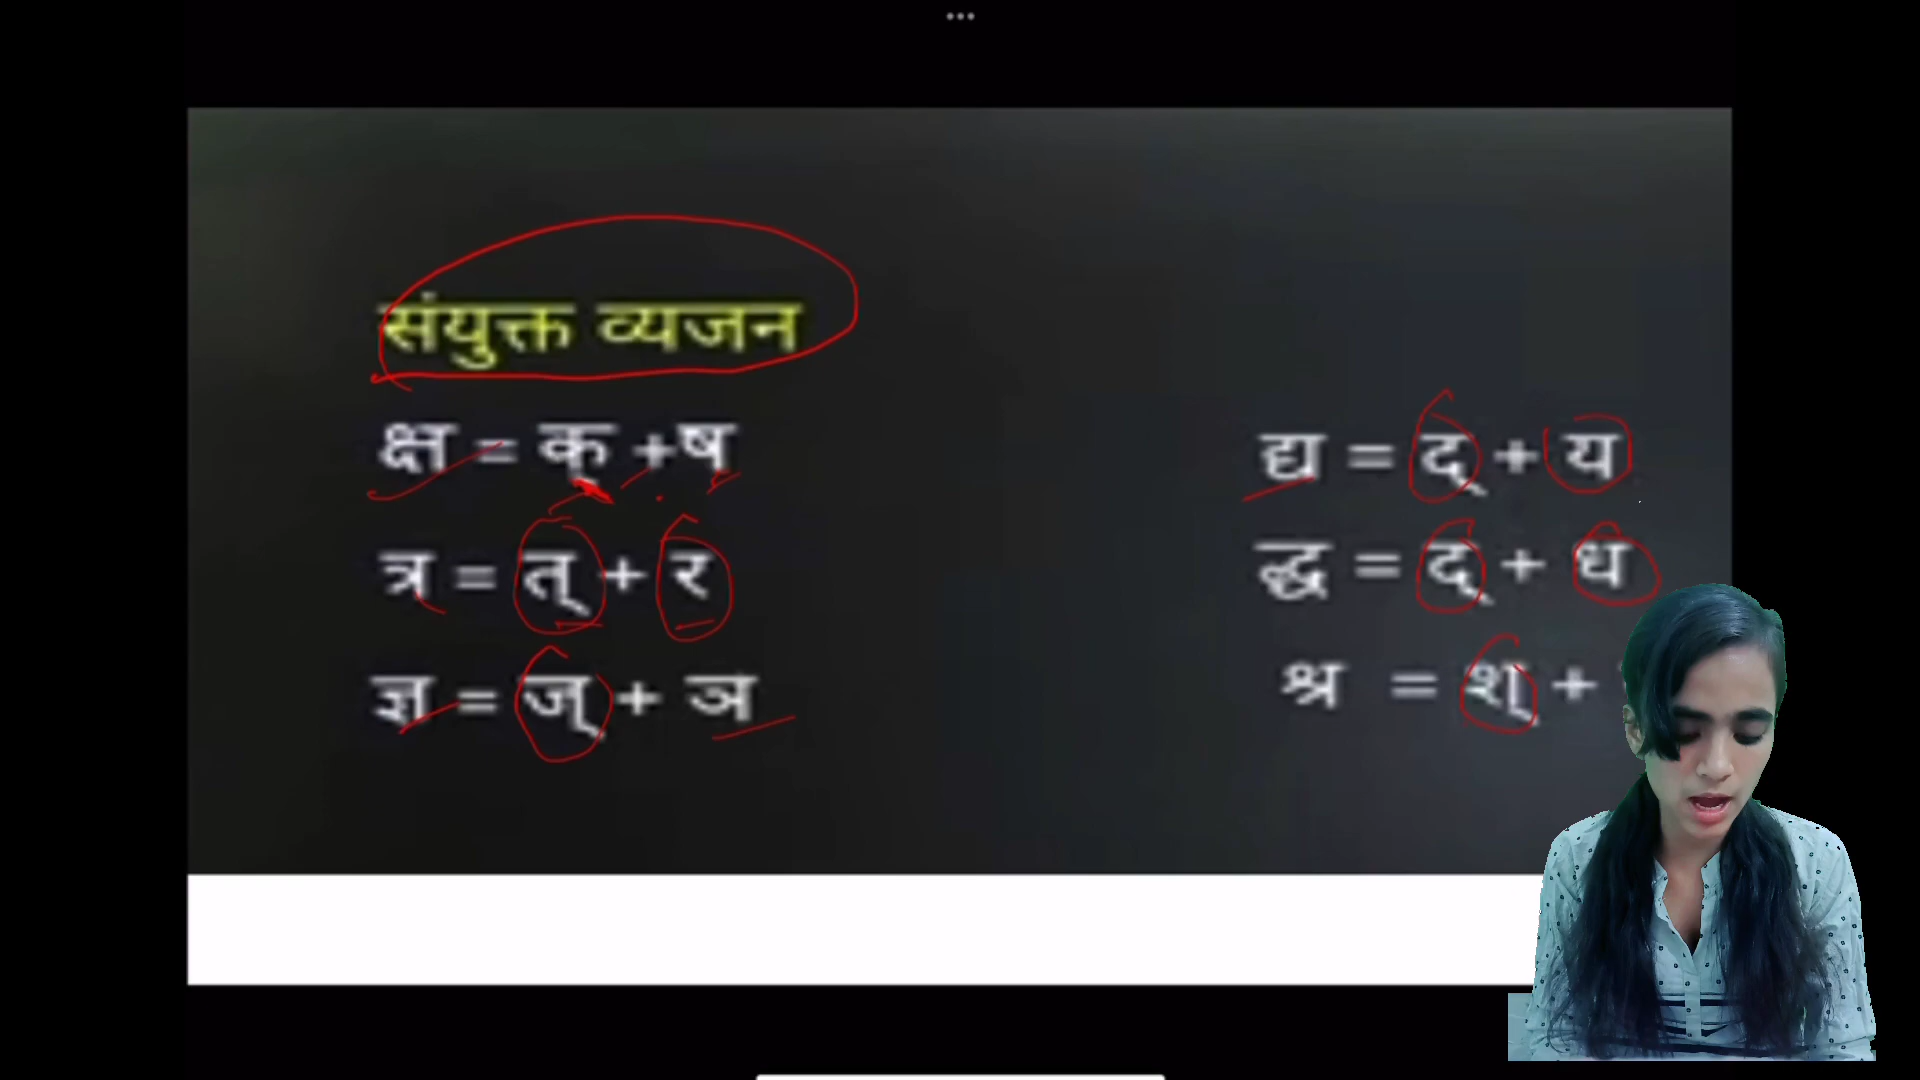 संयुक्त व्यजन
क्ष = क् +ष
त्र = त् + र
ज्ञ = ज् + ञ
द्य = द् + य
द्ध = द् + ध
श्र = श् +